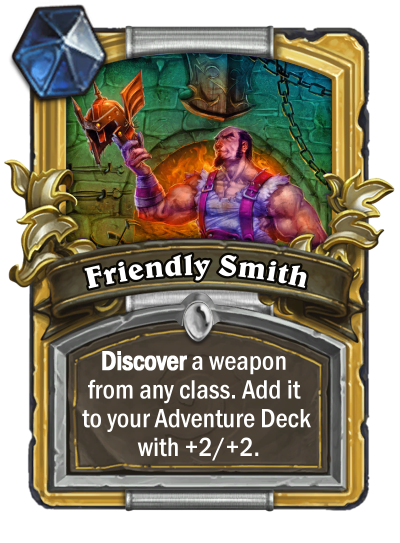 Friendly Smith
Discover a weapon
from any class. Add it
to your Adventure Deck
with +2/+2.